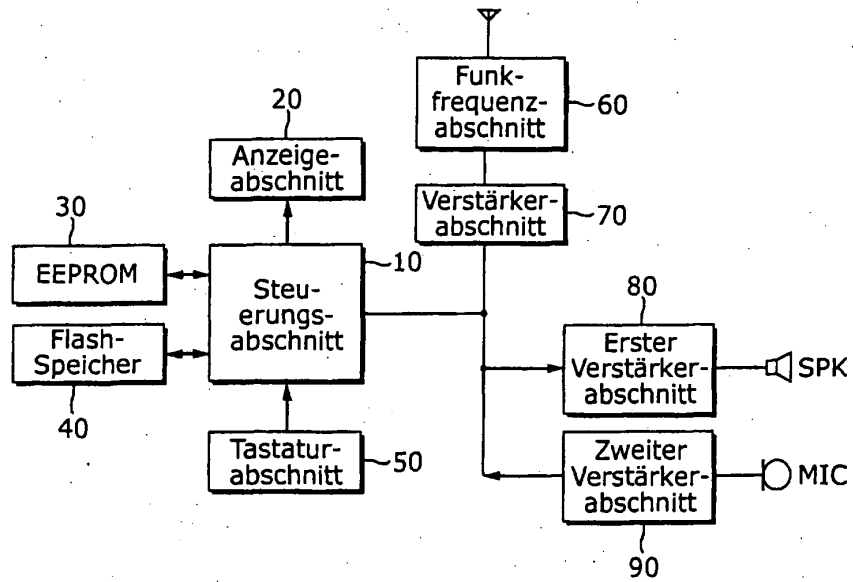 Funk-
frequenz-
abschnitt
60
20
Anzeige-
abschnitt
Verstärker-
abschnitt
70
30
EEPROM
10
Steu-
erungs-
abschnitt
80
Flash-
Speicher
40
Erster
Verstärker-
abschnitt
SPK
Tastatur-
abschnitt
50
Zweiter
Verstärker-
abschnitt
MIC
90